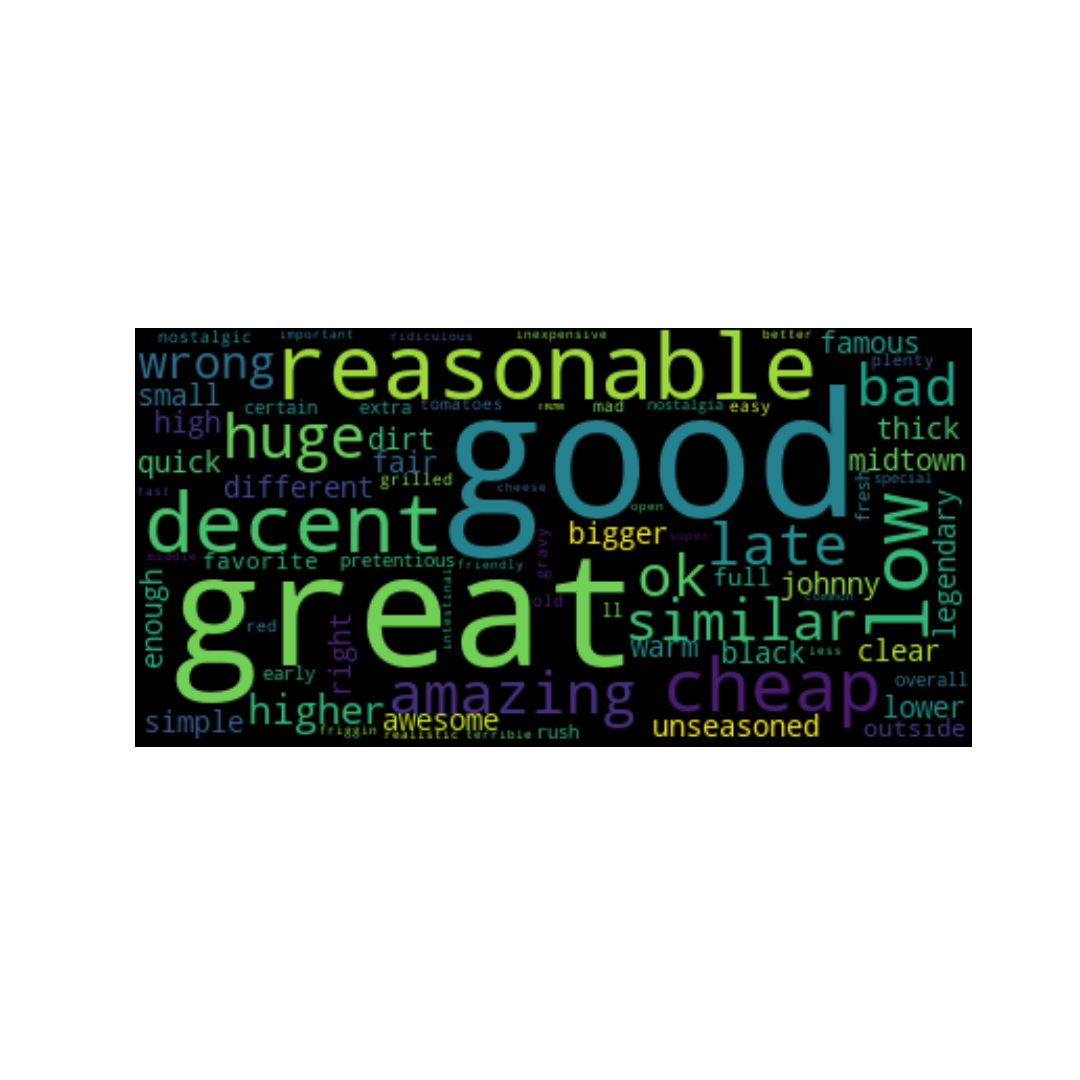 nostalgic important ridiculous inexpensive better famous
wrong reasonable plenty
small bad
certain extra tomatoes mad nostalgia easy
high huge dirt good thick
quick fair midtown
different grilled cheese special
fast fresh
decent open low legendary
bigger super late
middle favorite pretentious friendly gravy
enough great intestinal old ll ok full johnny common
red right similar
warm black less clear
early amazing cheap overall
simple higher awesome unseasoned lower
friggin realistic terrible rush outside